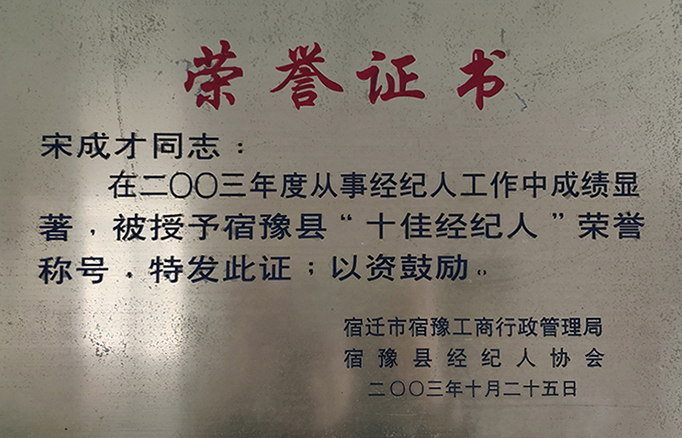 荣誉证书
宋成才同志：
在二〇〇三年度从事经纪人工作中成绩显
著，被授予宿豫县“十佳经纪人”荣誉
称号．特发此证；以资鼓励。
宿迁市宿豫工商行政管理局
宿豫县经纪人协会
二〇〇三年十月二十五日